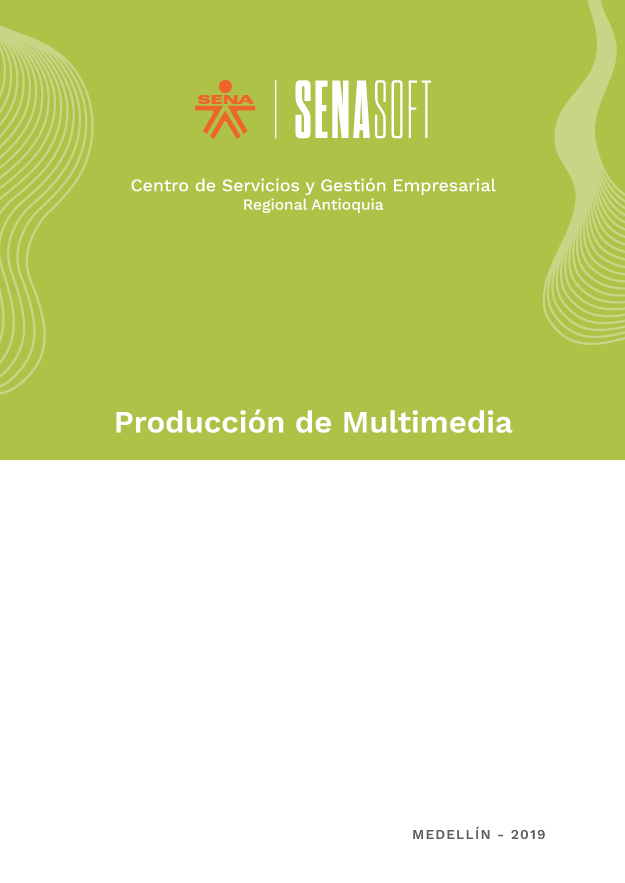 SENA
SENASOFT
Centro de Servicios y Gestión Empresarial
Regional Antioquia
Producción de Multimedia
MEDELLÍN - 2019